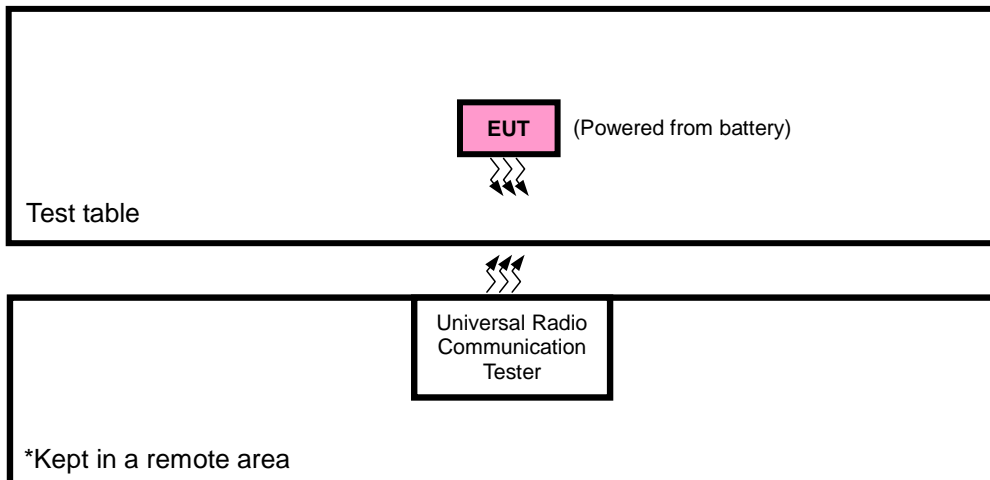 EUT (Powered from battery)
Test table
Universal Radio
Communication
Tester
*Kept in a remote area